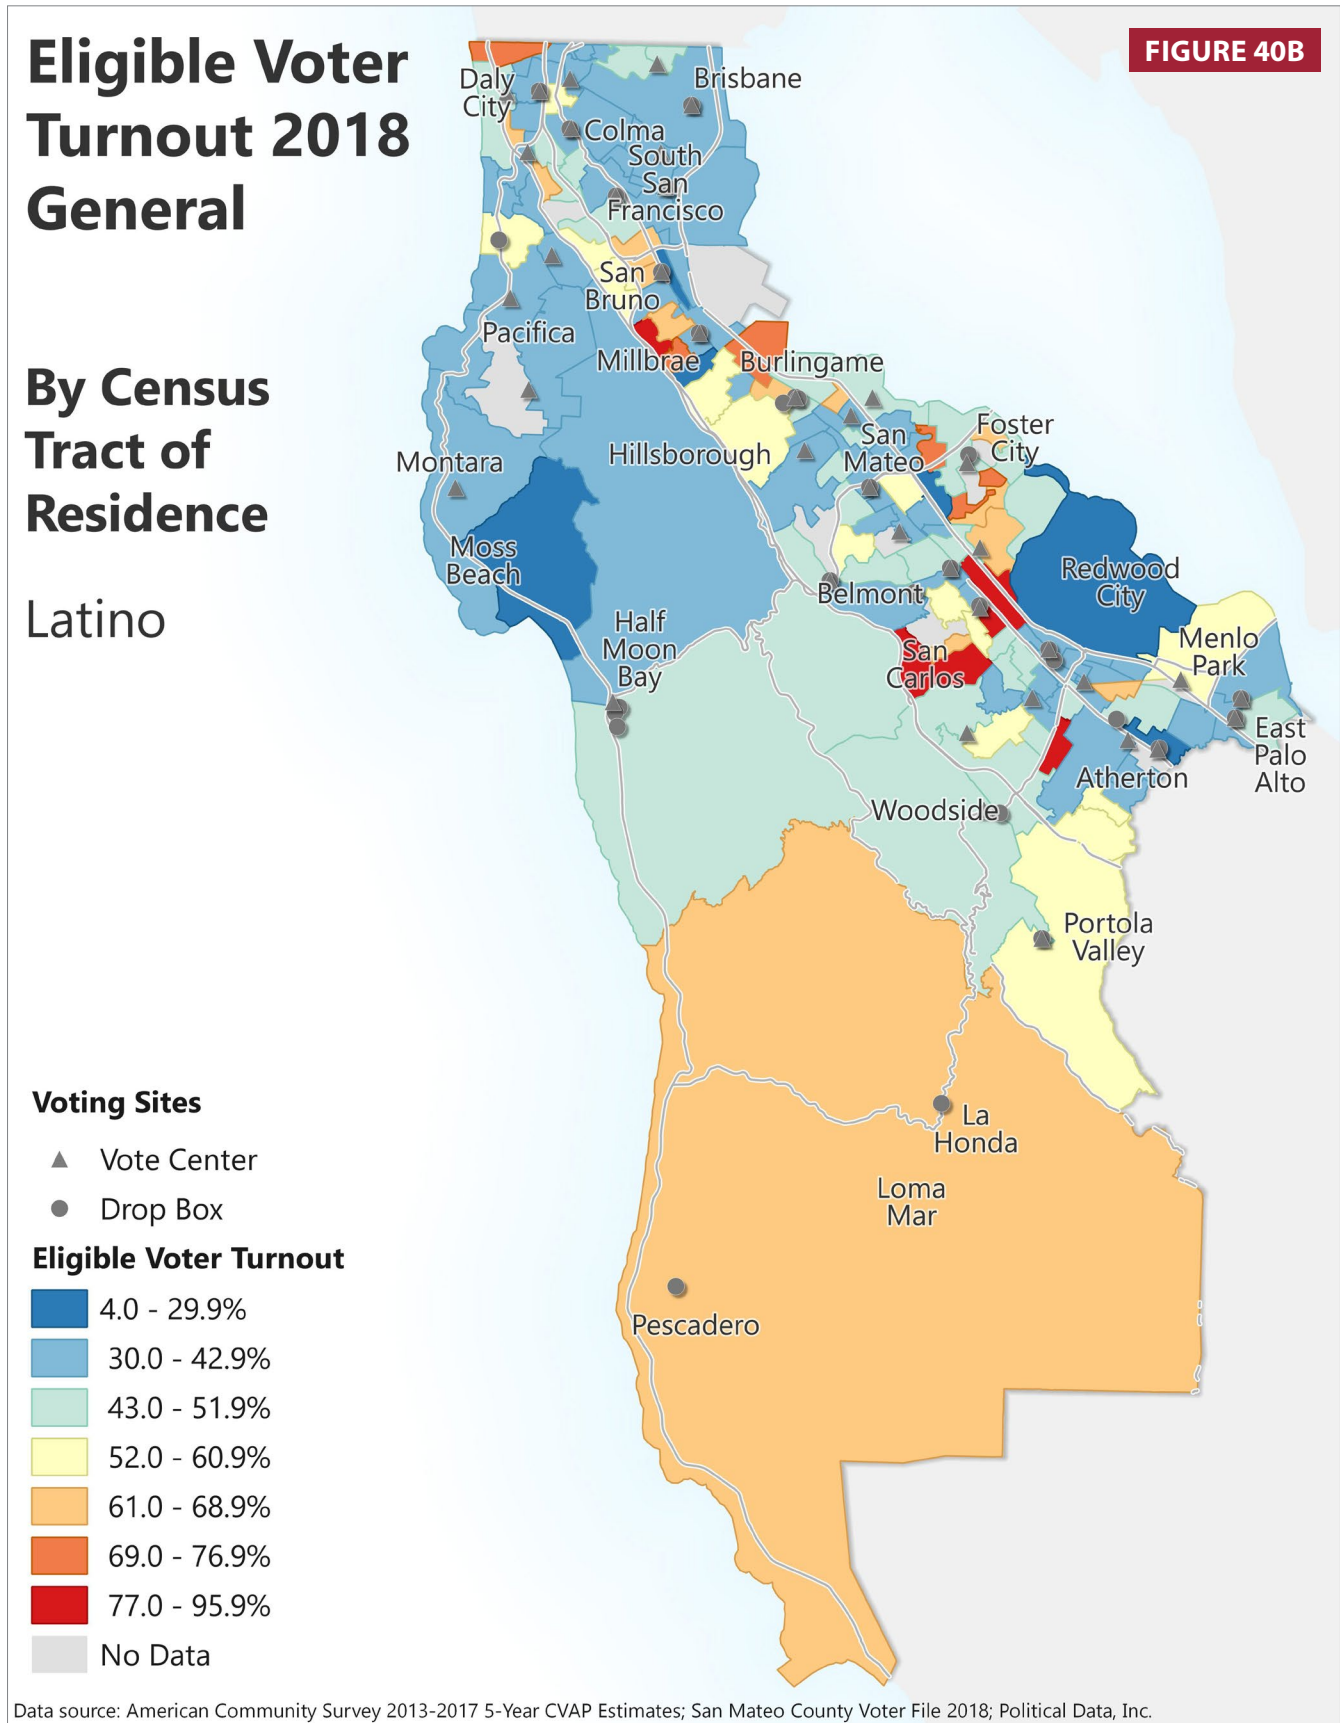 FIGURE 40B
Eligible Voter
Turnout 2018
General
By Census
Tract of
Residence
Latino
Daly
City
Brisbane
Colma
South
San
Francisco
San
Bruno
Pacifica
Millbrae
Burlingame
Montara
Hillsborough
San
Mateo
Foster
City
Moss
Beach
Belmont
Redwood
City
Half
Moon
Bay
San
Carlos
Menlo
Park
East
Palo
Alto
Atherton
Woodside
Portola
Valley
La
Honda
Loma
Mar
Pescadero
Voting Sites
Vote Center
Drop Box
Eligible Voter Turnout
4.0 - 29.9%
30.0 - 42.9%
43.0 - 51.9%
52.0 - 60.9%
61.0 - 68.9%
69.0 - 76.9%
77.0 - 95.9%
No Data
Data source: American Community Survey 2013-2017 5-Year CVAP Estimates; San Mateo County Voter File 2018; Political Data, Inc.